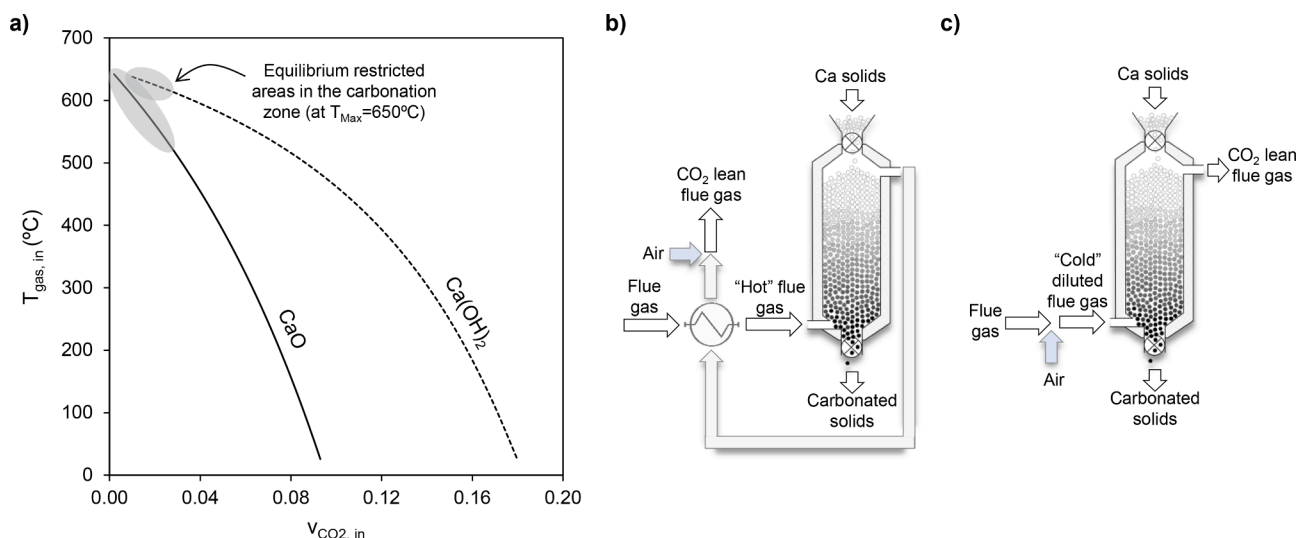 a)
700
600
500
400
300
200
100
0
0.00
0.04
0.08
0.12
0.16
0.20
T gas, in (ºC)
vCO2, in
Equilibrium restricted
areas in the carbonation
zone (at TMax=650ºC)
CaO
Ca(OH)2
b)
Ca solids
CO2 lean
flue gas
Air
Flue
gas
“Hot” flue
gas
Carbonated
solids
c)
Ca solids
CO2 lean
flue gas
“Cold”
diluted
flue gas
Flue
gas
Air
Carbonated
solids